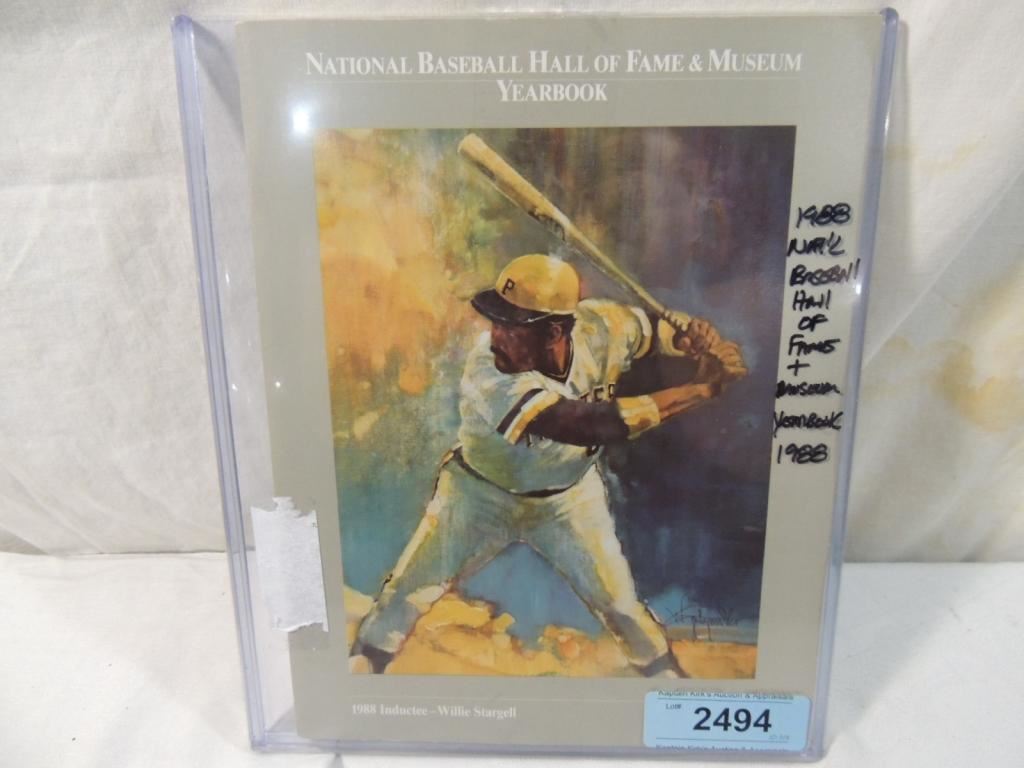 NATIONAL BASEBALL HALL OF FAME & MUSEUM
YEARBOOK
P
1988
NAT'L
BASEBAll
HAll
OF
FAME
+
MUSEUM
YEARBOOK
1988
1988 Inductee – Willie Stargell
Kaptain Kirk's Auction & Appraisals
Lot#
2494